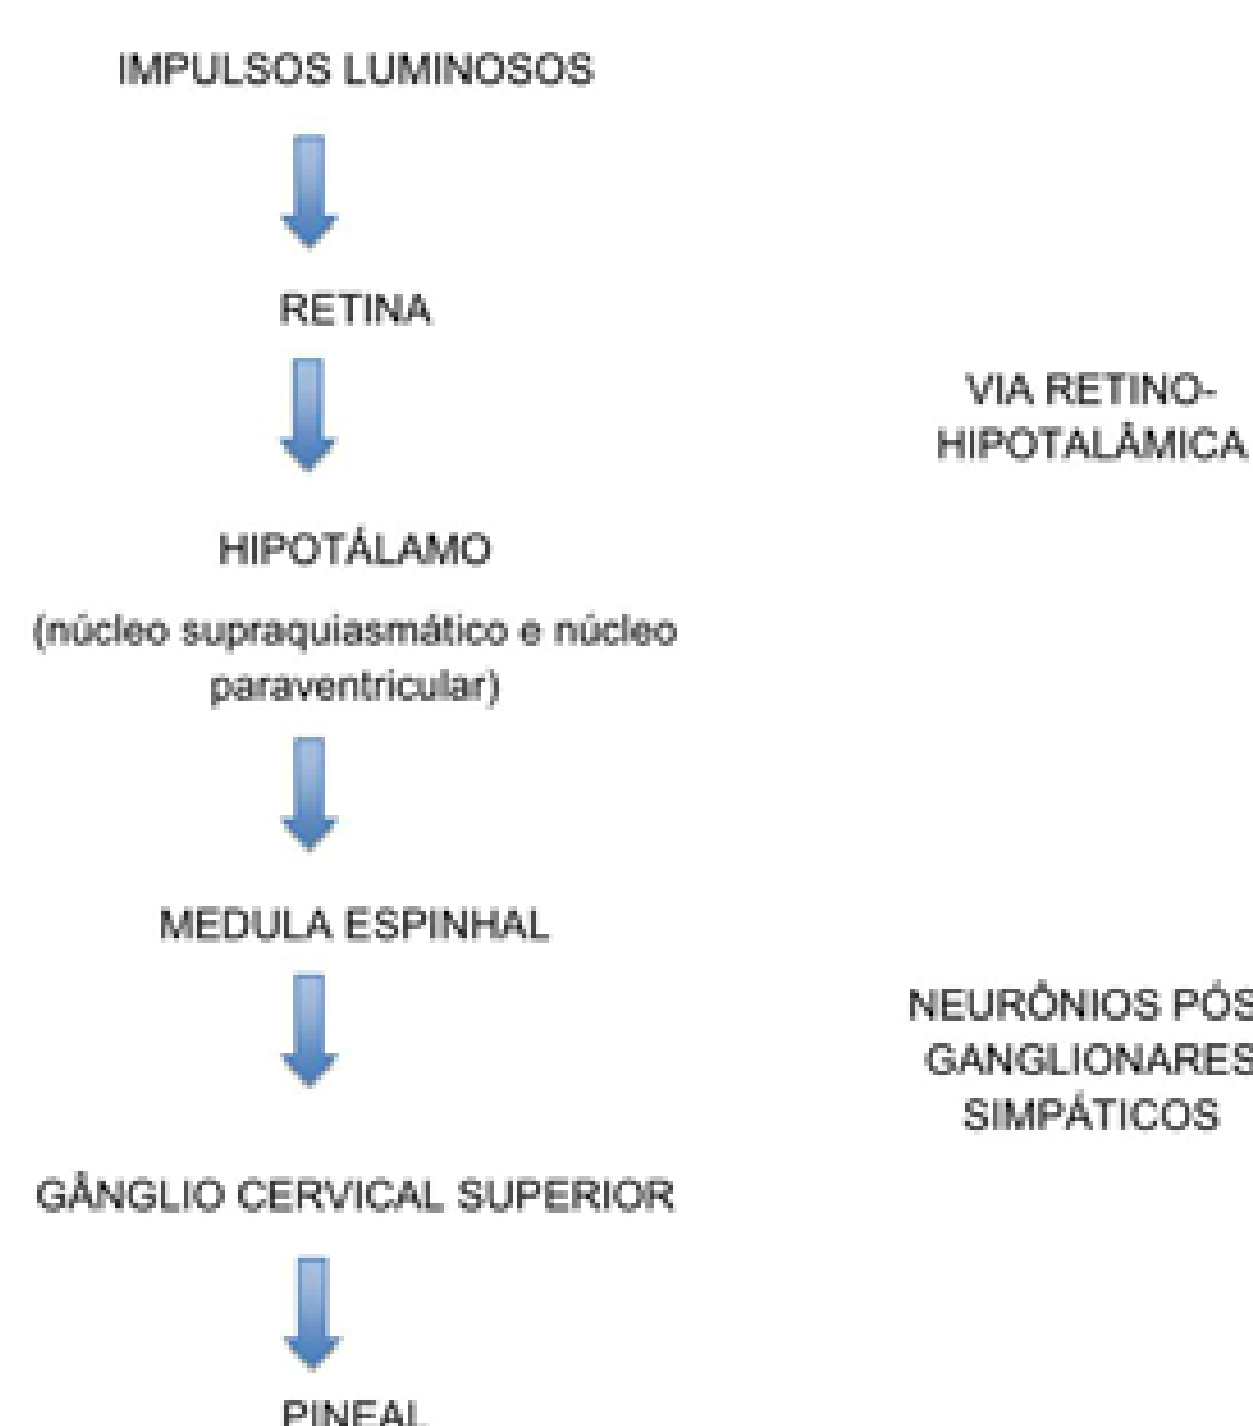 IMPULSOS LUMINOSOS
RETINA
VIA RETINO-
HIPOTALÂMICA
HIPOTÁLAMO
(núcleo supraquiasmático e núcleo
paraventricular)
MEDULA ESPINHAL
NEURÔNIOS PÓS
GANGLIONARES
SIMPÁTICOS
GÂNGLIO CERVICAL SUPERIOR
PINEAL